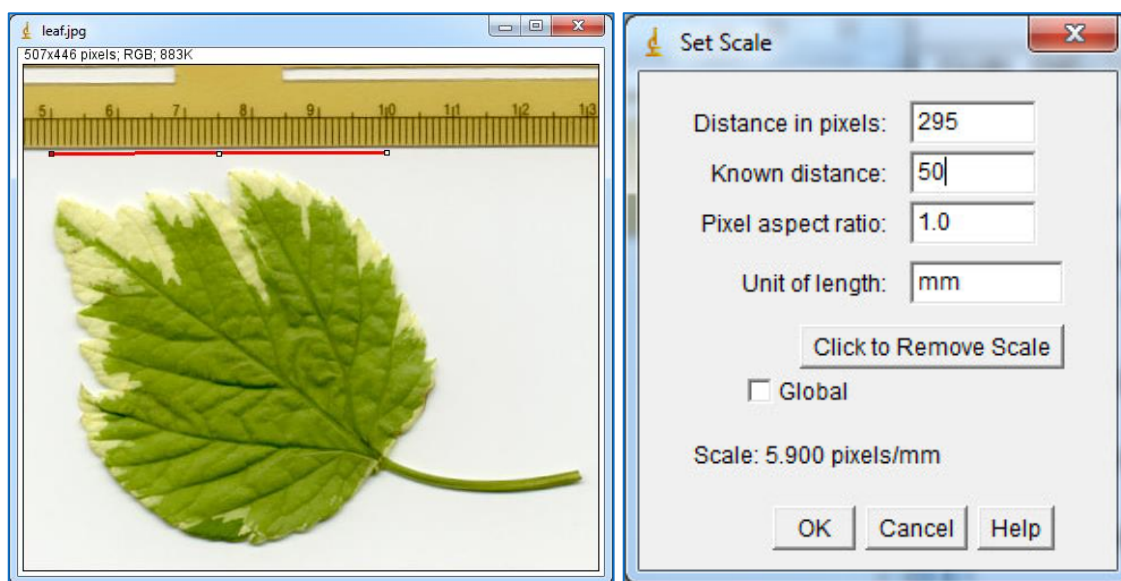 leaf.jpg
507x446 pixels; RGB; 883K
5 6 7 8 9 10 11 12 13
Set Scale
Distance in pixels: 295
Known distance: 50
Pixel aspect ratio: 1.0
Unit of length: mm
Click to Remove Scale
Global
Scale: 5.900 pixels/mm
OK Cancel Help